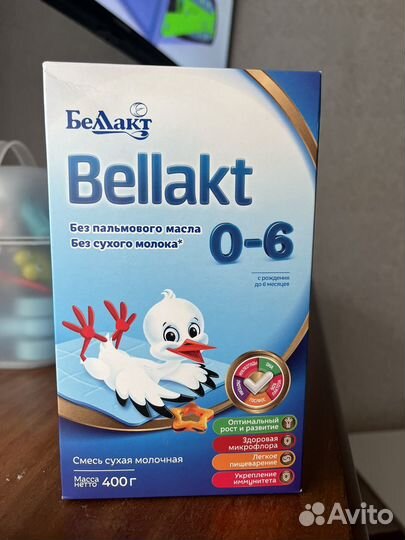 Беллакт
Bellakt
Без пальмового масла
Без сухого молока*
0-6
с рождения
до 6 месяцев
Оптимальный
рост и развитие
Здоровая
микрофлора
Легкое
пищеварение
Укрепление
иммунитета
Смесь сухая молочная
Масса
нетто 400 г
Avito